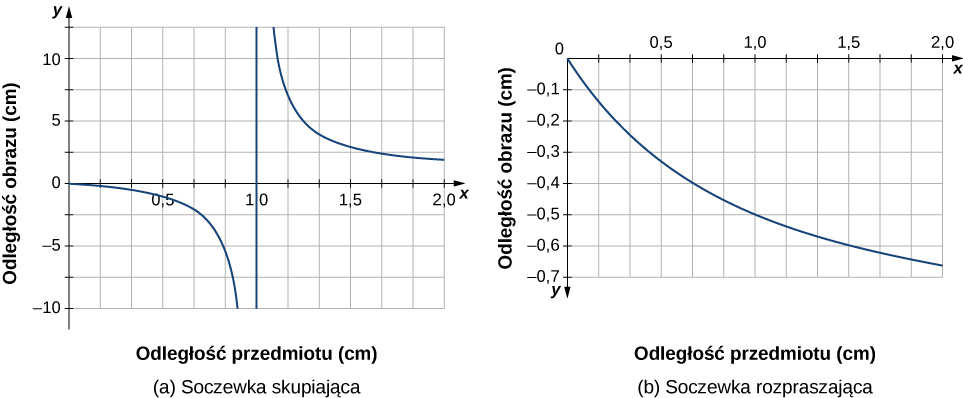 y
10
5
0
–5
–10
0,5
1,0
1,5
2,0
x
Odległość obrazu (cm)
Odległość przedmiotu (cm)
(a) Soczewka skupiająca
0
0,5
1,0
1,5
2,0
x
–0,1
–0,2
–0,3
–0,4
–0,5
–0,6
–0,7
y
Odległość obrazu (cm)
Odległość przedmiotu (cm)
(b) Soczewka rozpraszająca